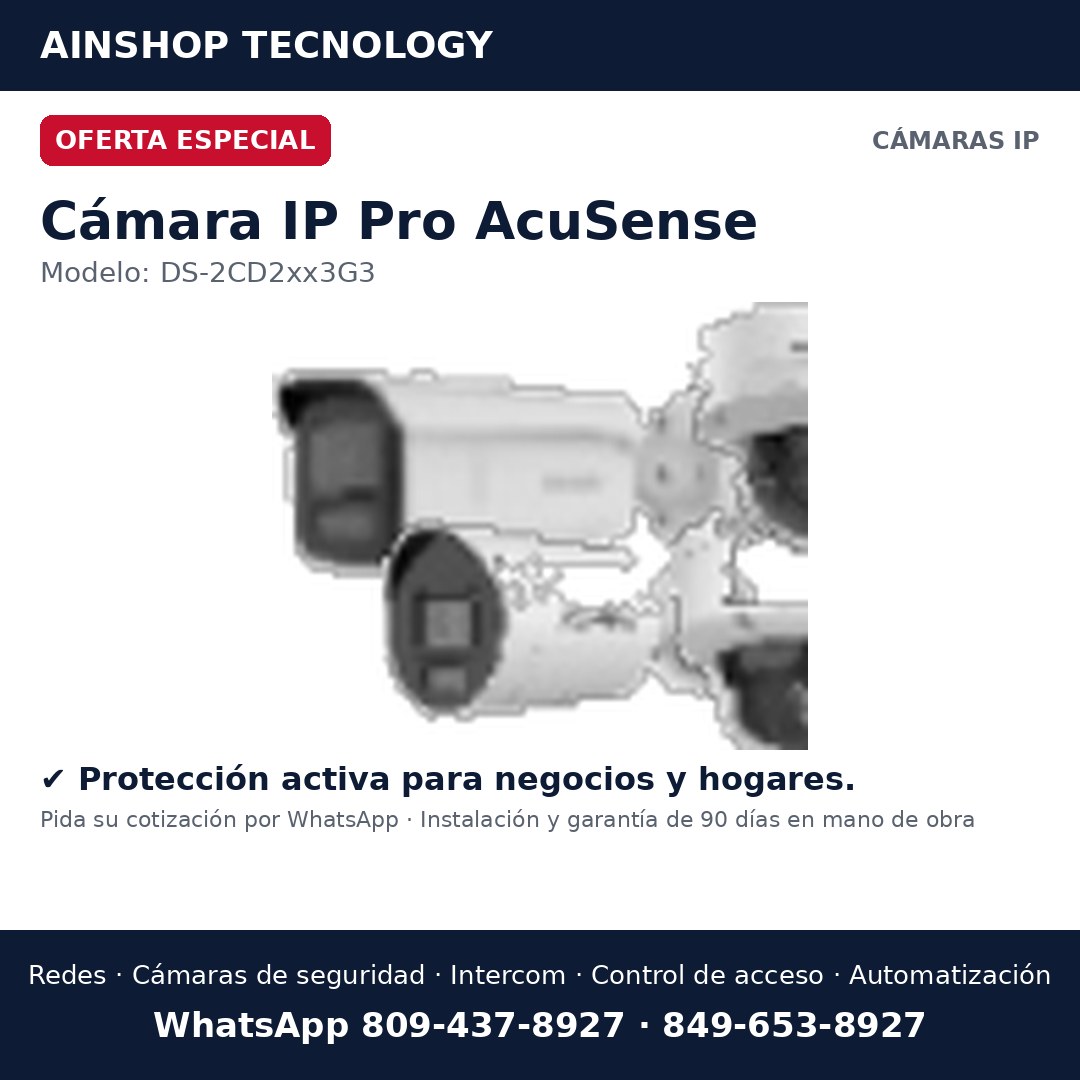 AINSHOP TECNOLOGY
OFERTA ESPECIAL
CÁMARAS IP
Cámara IP Pro AcuSense
Modelo: DS-2CD2xx3G3
✔ Protección activa para negocios y hogares.
Pida su cotización por WhatsApp · Instalación y garantía de 90 días en mano de obra
Redes · Cámaras de seguridad · Intercom · Control de acceso · Automatización
WhatsApp 809-437-8927 · 849-653-8927